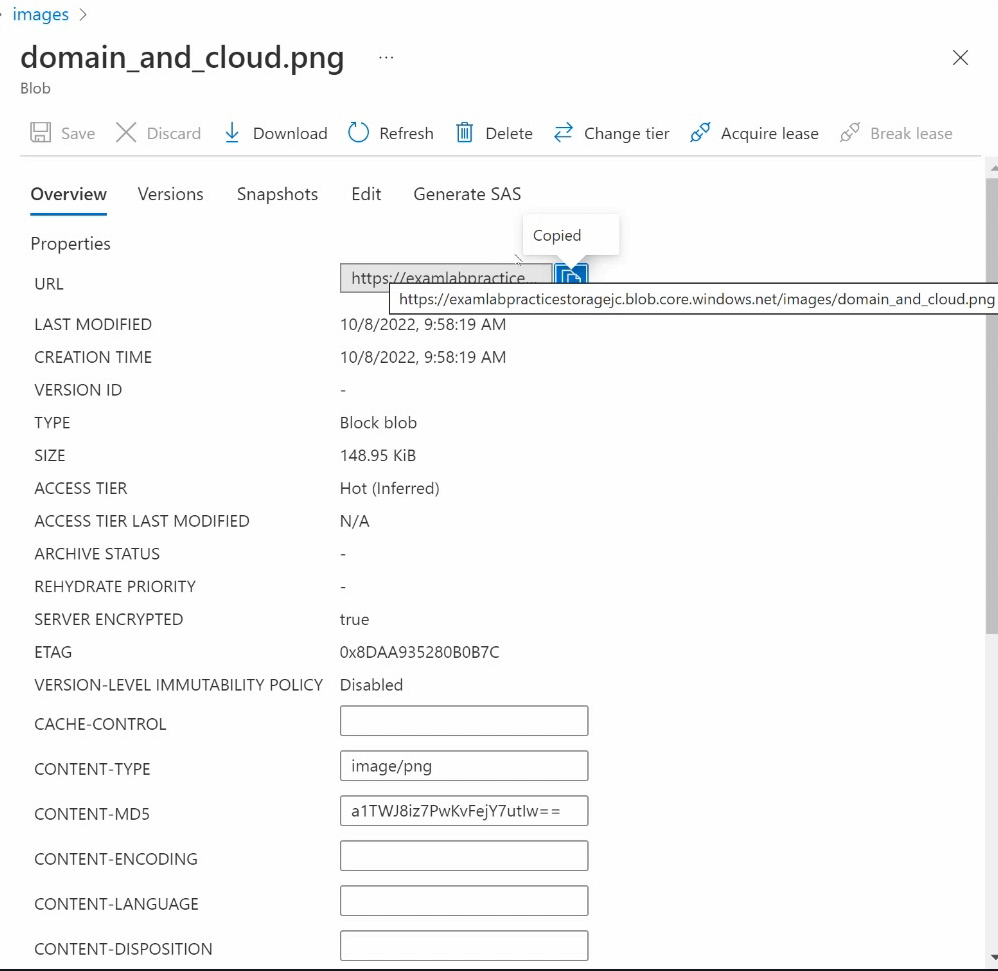 images >
domain_and_cloud.png ...
Blob
Save Discard Download Refresh Delete Change tier Acquire lease Break lease
Overview Versions Snapshots Edit Generate SAS
Copied
Properties
URL https://examlabpractice...
https://examlabpracticestoragejc.blob.core.windows.net/images/domain_and_cloud.png
LAST MODIFIED 10/8/2022, 9:58:19 AM
CREATION TIME 10/8/2022, 9:58:19 AM
VERSION ID -
TYPE Block blob
SIZE 148.95 KiB
ACCESS TIER Hot (Inferred)
ACCESS TIER LAST MODIFIED N/A
ARCHIVE STATUS -
REHYDRATE PRIORITY -
SERVER ENCRYPTED true
ETAG 0x8DAA935280B0B7C
VERSION-LEVEL IMMUTABILITY POLICY Disabled
CACHE-CONTROL
CONTENT-TYPE image/png
CONTENT-MD5 a1TWJ8iz7PwKvFejY7utIw==
CONTENT-ENCODING
CONTENT-LANGUAGE
CONTENT-DISPOSITION